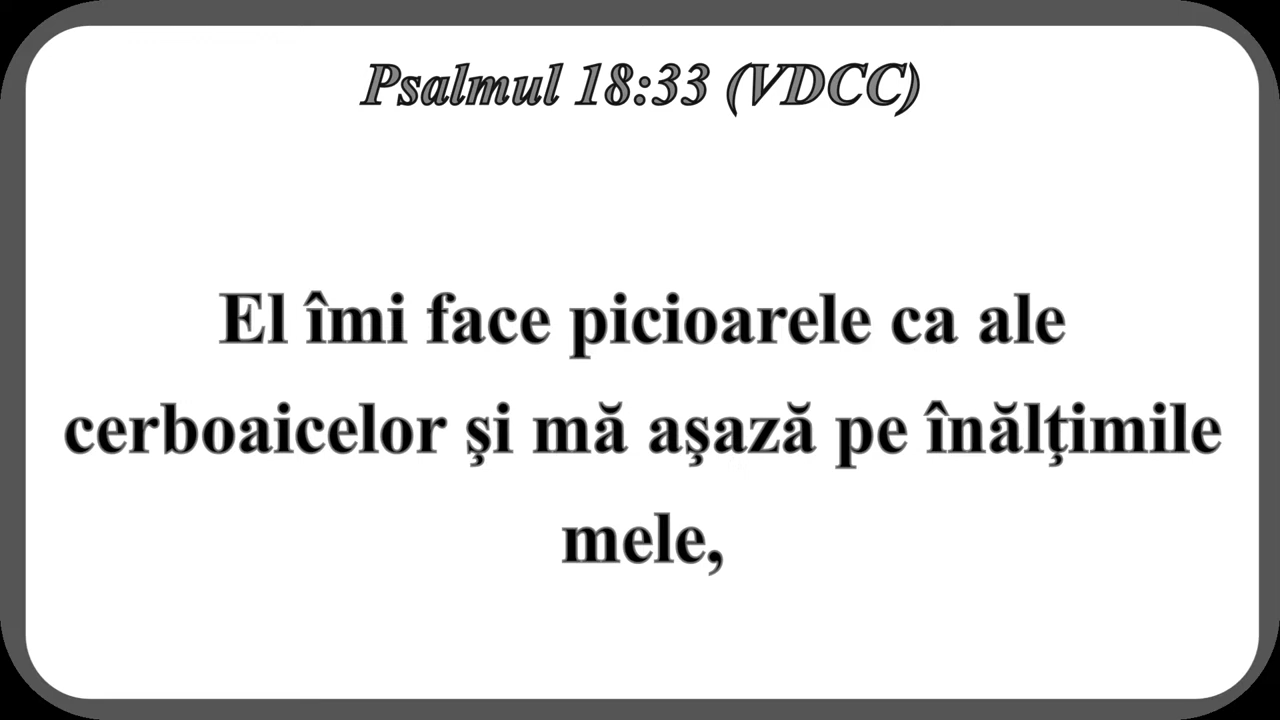 Psalmul 18:33 (VDCC)
El îmi face picioarele ca ale
cerboaicelor şi mă aşază pe înălţimile
mele,